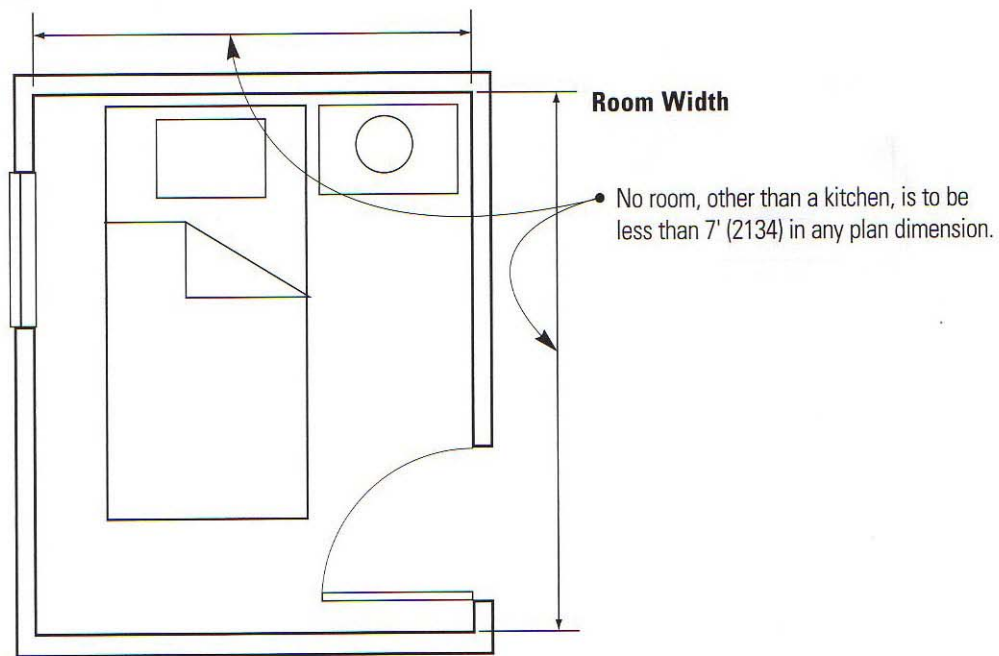 Room Width
• No room, other than a kitchen, is to be
less than 7' (2134) in any plan dimension.